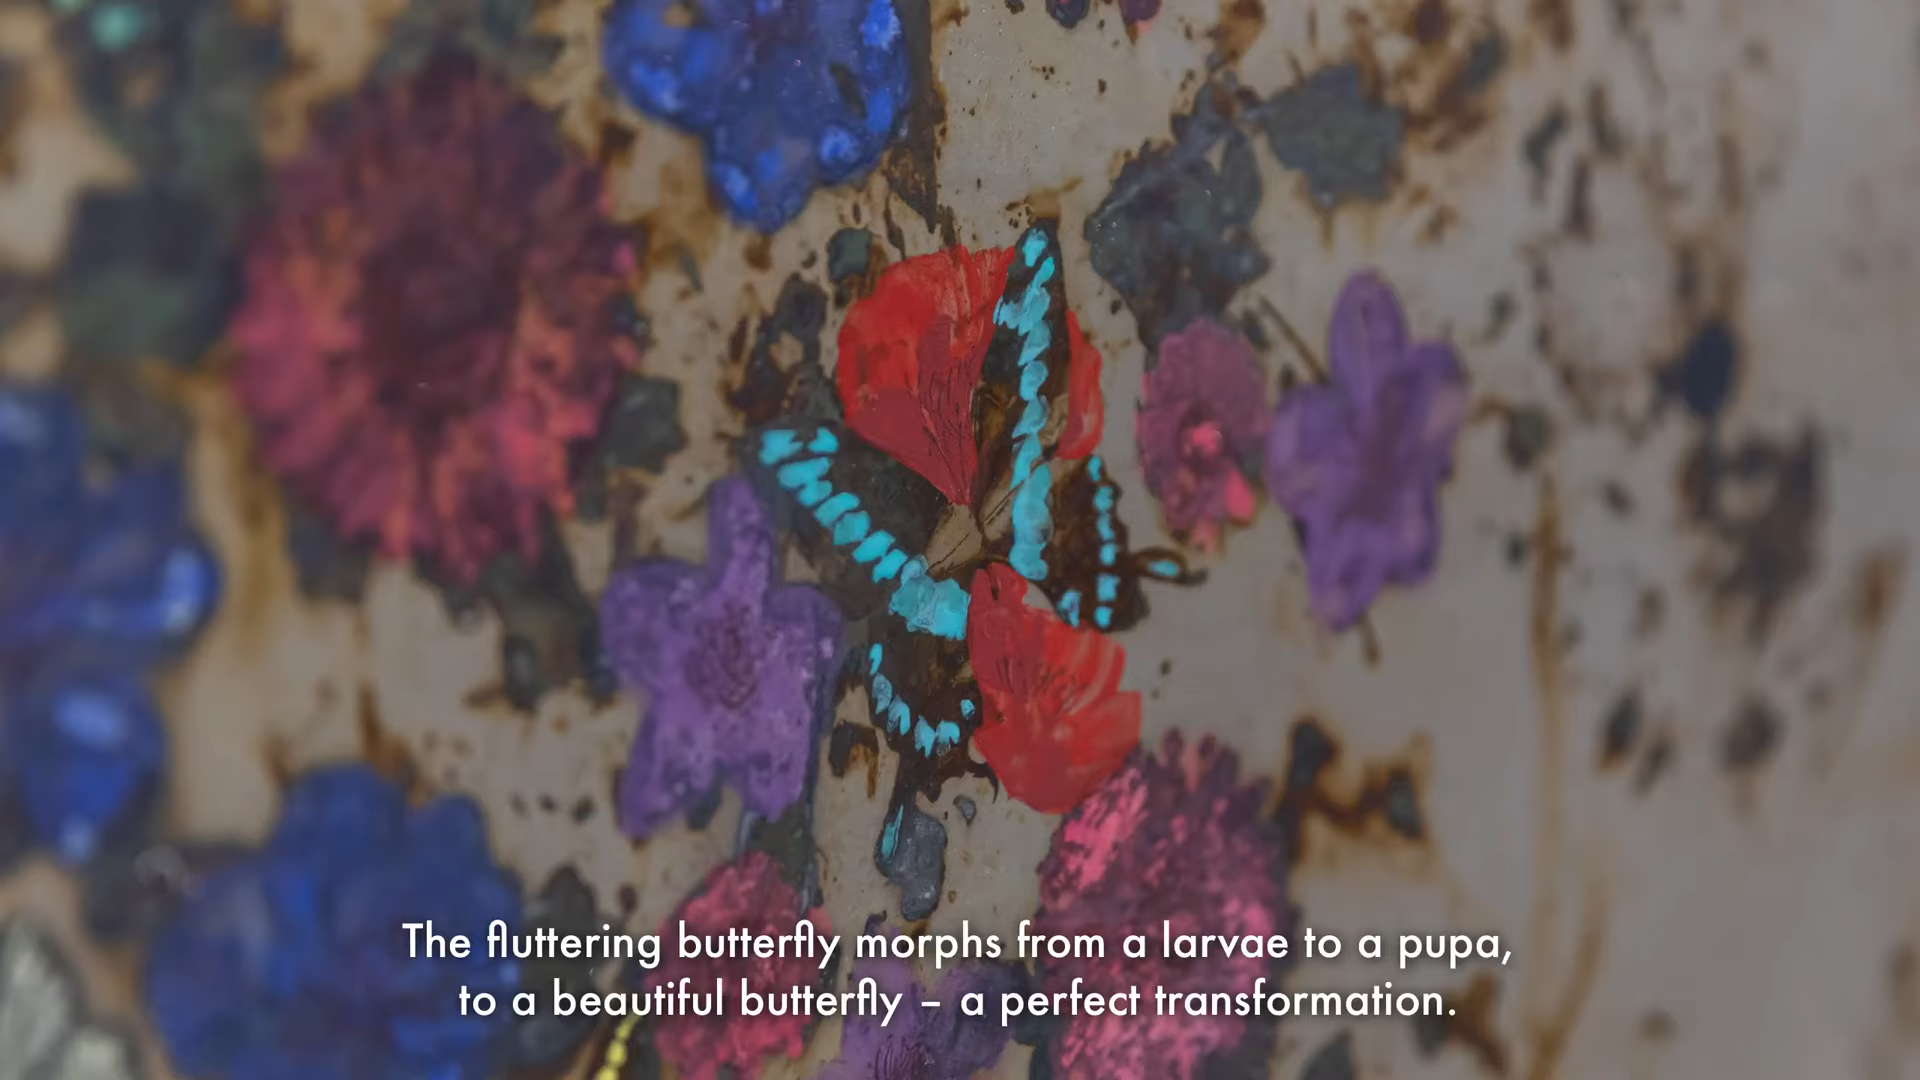 The fluttering butterfly morphs from a larvae to a pupa,
to a beautiful butterfly – a perfect transformation.